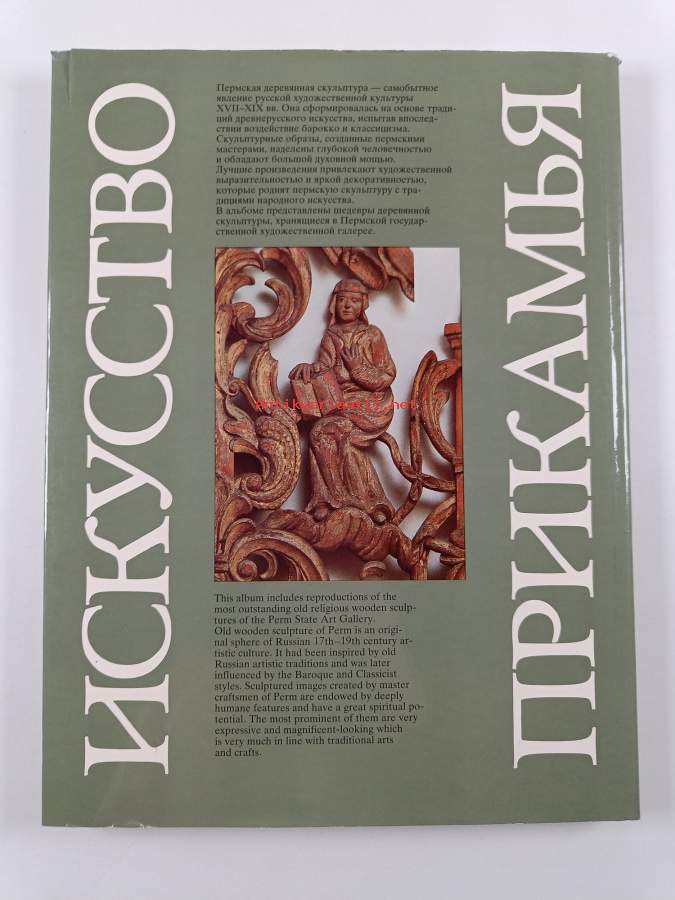 ИСКУССТВО
Пермская деревянная скульптура — самобытное
явление русской художественной культуры
XVII–XIX вв. Она сформировалась на основе тради-
ций древнерусского искусства, испытав впослед-
ствии воздействие барокко и классицизма.
Скульптурные образы, созданные пермскими
мастерами, наделены глубокой человечностью
и обладают большой духовной мощью.
Лучшие произведения привлекают художественной
выразительностью и яркой декоративностью,
которые роднят пермскую скульптуру с тра-
дициями народного искусства.
В альбоме представлены шедевры деревянной
скульптуры, хранящиеся в Пермской государ-
ственной художественной галерее.
This album includes reproductions of the
most outstanding old religious wooden sculp-
tures of the Perm State Art Gallery.
Old wooden sculpture of Perm is an origi-
nal sphere of Russian 17th–19th century ar-
tistic culture. It had been inspired by old
Russian artistic traditions and was later
influenced by the Baroque and Classicist
styles. Sculptured images created by master
craftsmen of Perm are endowed by deeply
humane features and have a great spiritual po-
tential. The most prominent of them are very
expressive and magnificent-looking which
is very much in line with traditional arts
and crafts.
ПРИКАМЬЯ